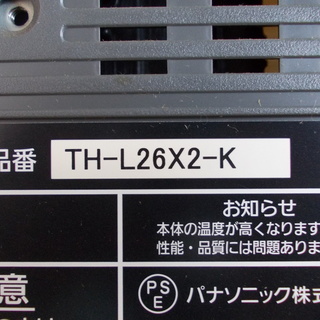 品番 TH-L26X2-K
お知らせ
本体の温度が高くなります
性能・品質には問題ありま
意
PS
E
パナソニック株式